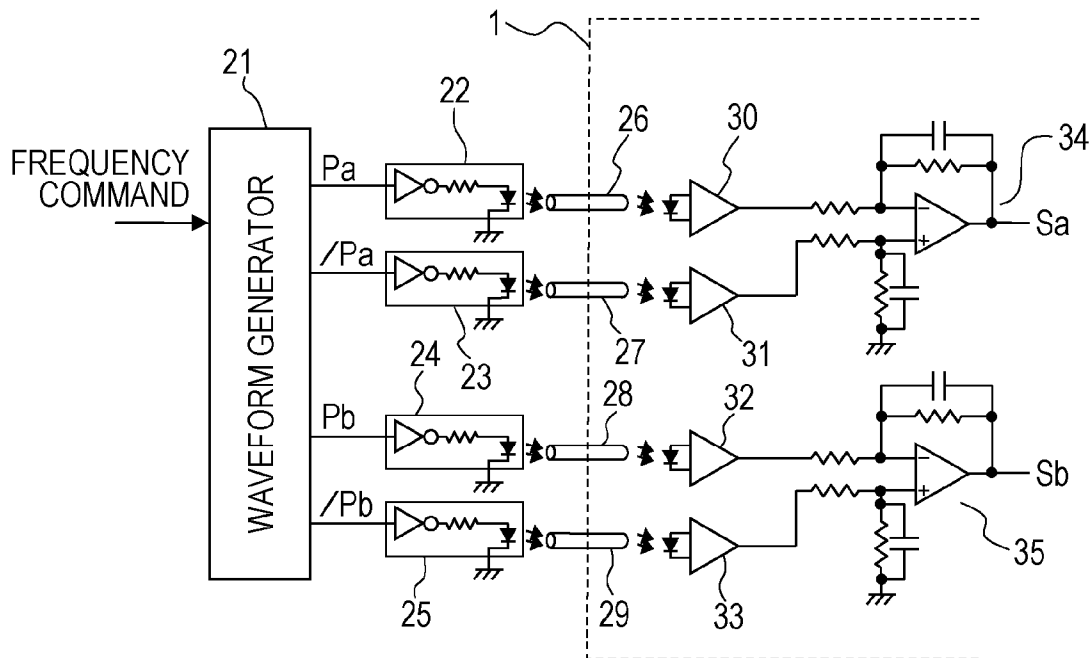 1
21
22
26
30
34
FREQUENCY
COMMAND
WAVEFORM GENERATOR
Pa
−
+
Sa
/Pa
23
27
31
24
28
32
Pb
−
+
Sb
/Pb
25
29
33
35